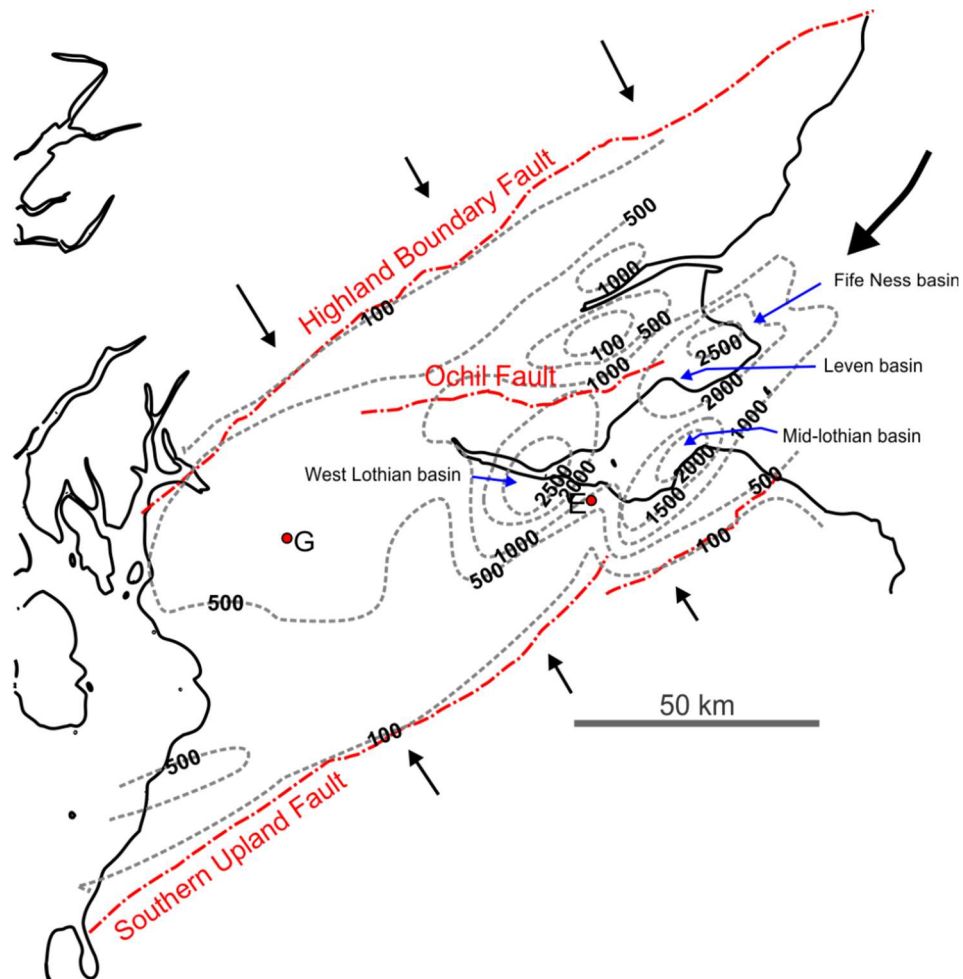 500
1000
Highland Boundary Fault
100
Fife Ness basin
500
100
2500
1000
Ochil Fault
Leven basin
2000
1000
Mid-lothian basin
West Lothian basin
2500
2000
2000
500
E
1500
G
1000
100
500
500
50 km
100
500
Southern Upland Fault